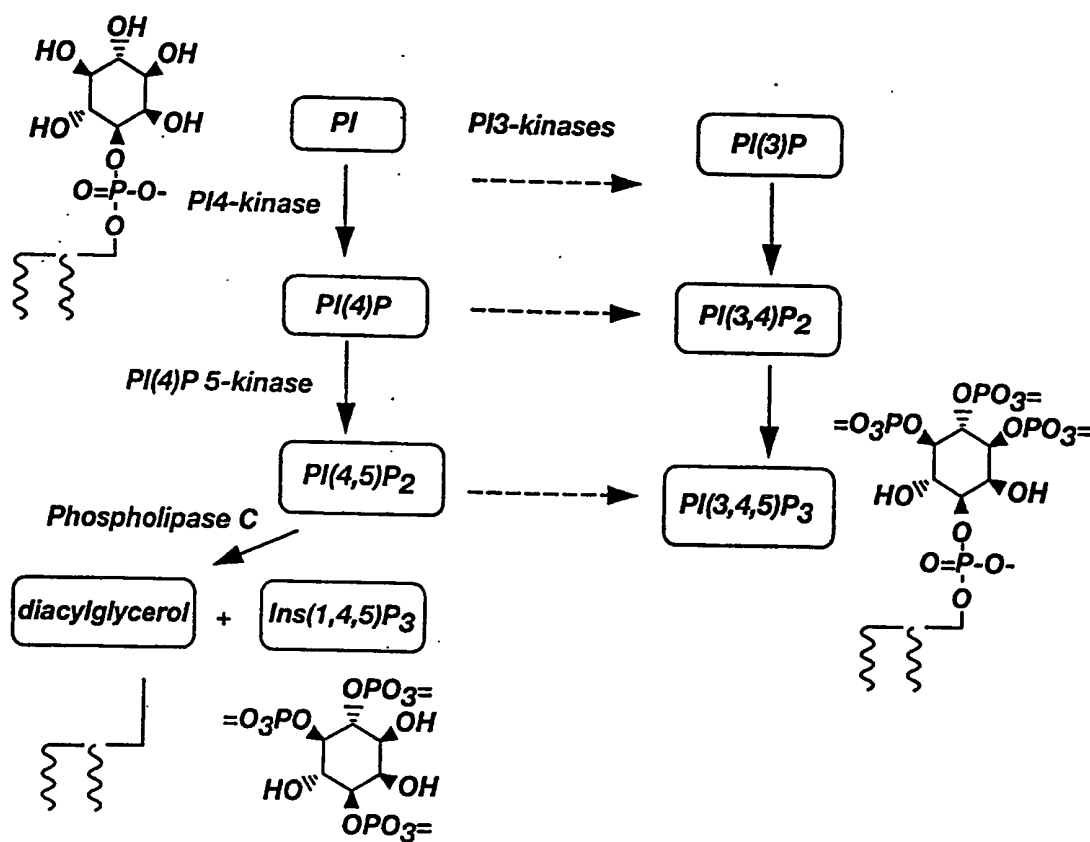 OH
HO OH
HO OH
O
O=P-O-
O
PI
PI3-kinases
PI(3)P
PI4-kinase
PI(4)P
PI(3,4)P2
PI(4)P 5-kinase
OPO3=
=O3PO OPO3=
PI(4,5)P2
HO OH
PI(3,4,5)P3
Phospholipase C
O
O=P-O-
O
diacylglycerol + Ins(1,4,5)P3
OPO3=
=O3PO OH
HO OH
OPO3=